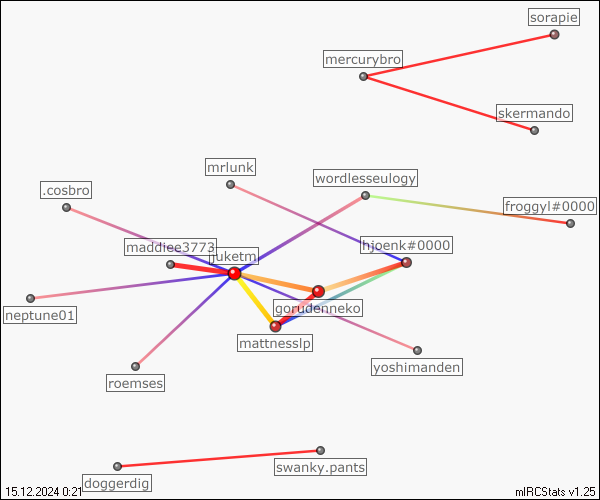 sorapie
mercurybro
skermando
mrlunk
wordlesseulogy
.cosbro
froggyl#0000
maddiee3773
juketm
hjoenk#0000
neptune01
gorudenneko
mattnesslp
yoshimanden
roemses
swanky.pants
doggerdig
15.12.2024 0:21
mIRCStats v1.25